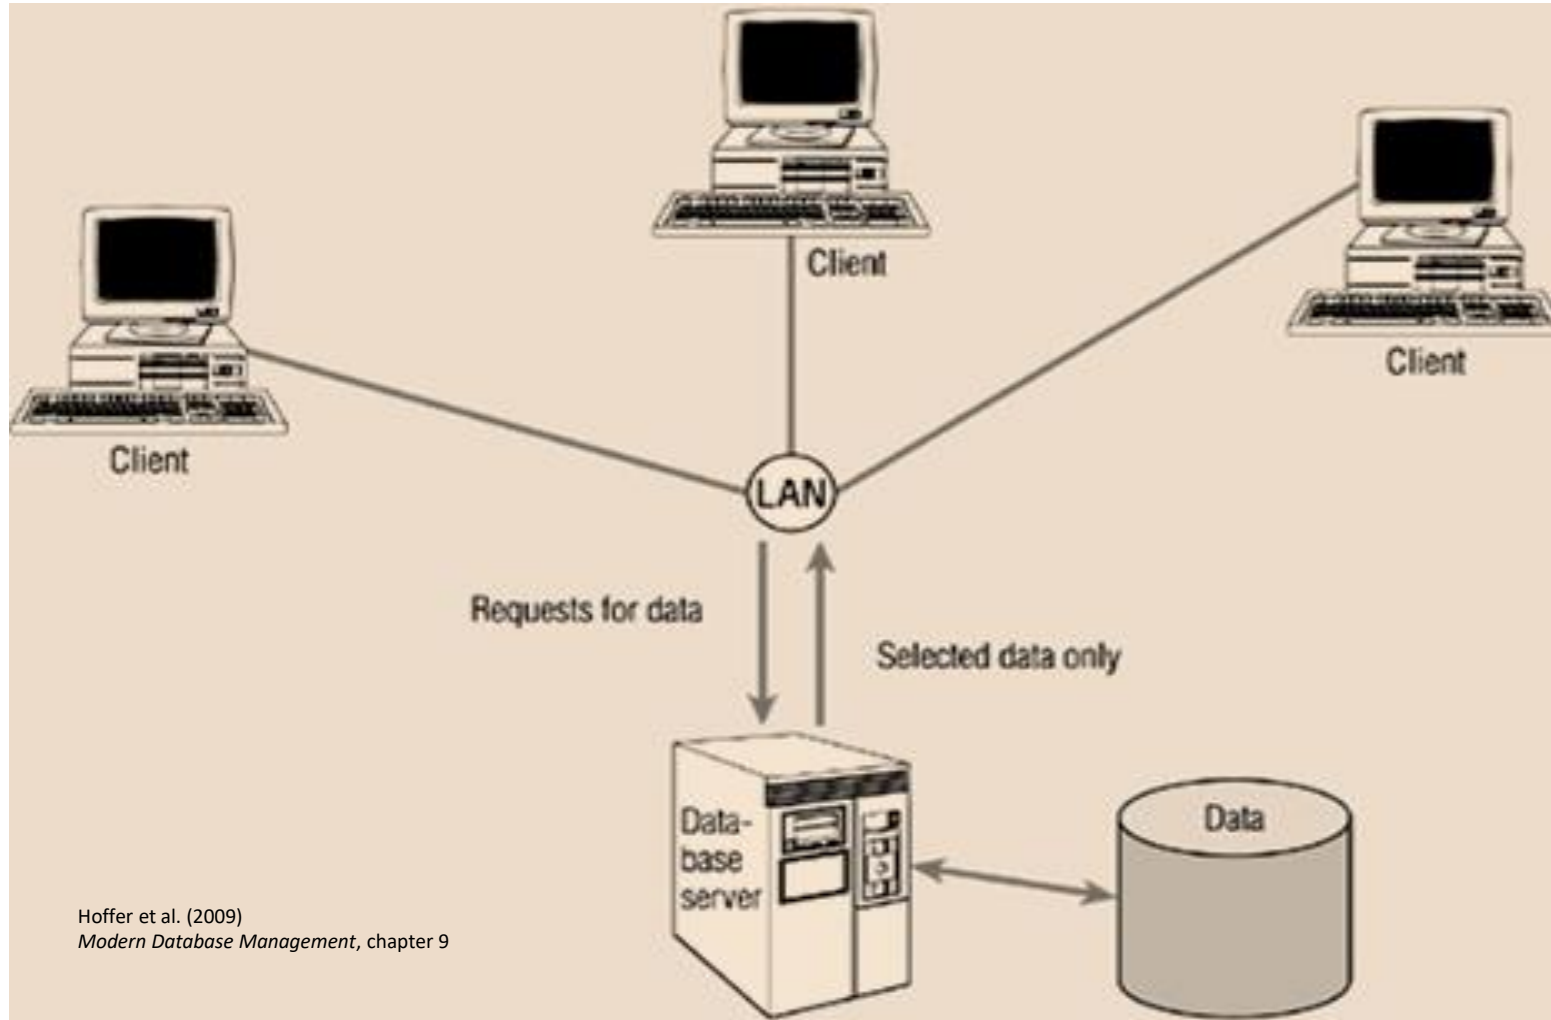 Client
Client
Client
LAN
Requests for data
Selected data only
Data-
base
server
Data
Hoffer et al. (2009)
Modern Database Management, chapter 9